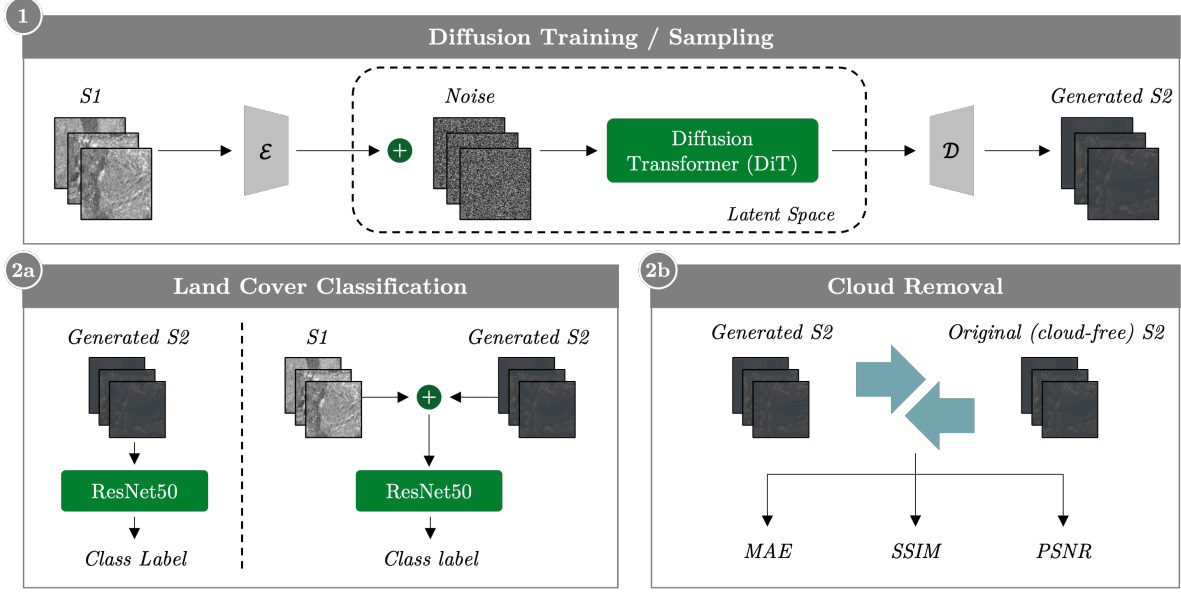 1
Diffusion Training / Sampling
S1
Noise
Generated S2
ℰ
+
Diffusion
Transformer (DiT)
𝒟
Latent Space
2a
Land Cover Classification
Generated S2
S1
Generated S2
+
ResNet50
ResNet50
Class Label
Class label
2b
Cloud Removal
Generated S2
Original (cloud-free) S2
MAE
SSIM
PSNR